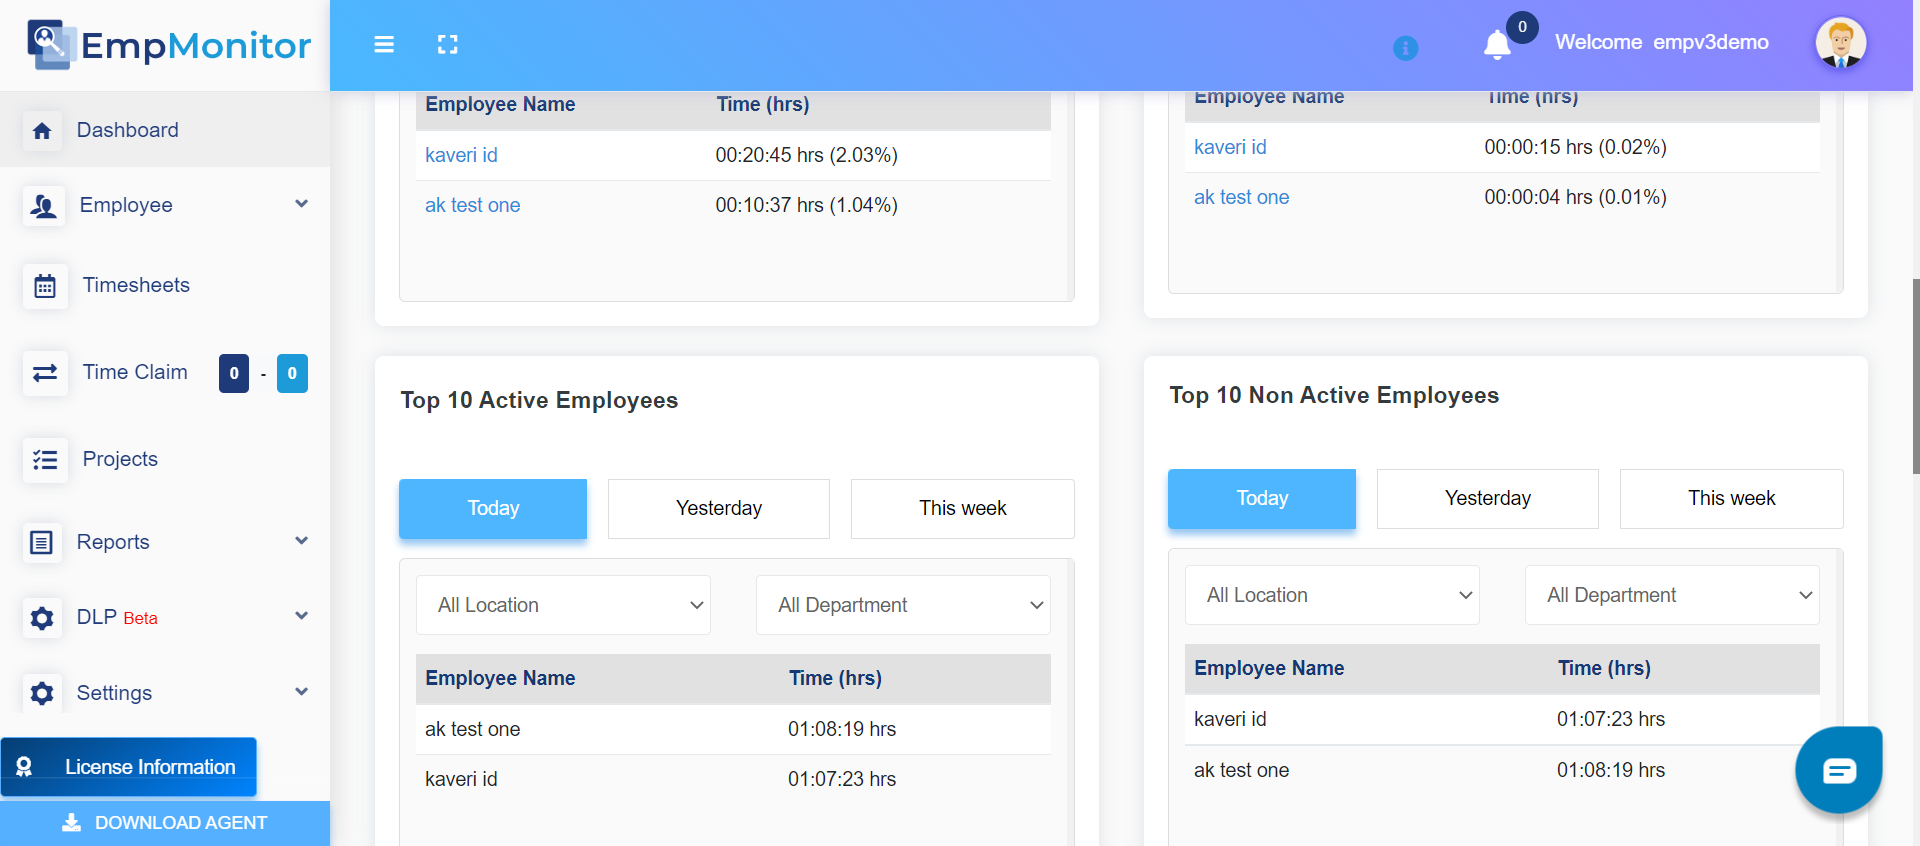 EmpMonitor
0
Welcome empv3demo
Dashboard
Employee
Timesheets
Time Claim 0 - 0
Projects
Reports
DLP Beta
Settings
License Information
DOWNLOAD AGENT
Employee Name Time (hrs)
kaveri id 00:20:45 hrs (2.03%)
ak test one 00:10:37 hrs (1.04%)
Employee Name Time (hrs)
kaveri id 00:00:15 hrs (0.02%)
ak test one 00:00:04 hrs (0.01%)
Top 10 Active Employees
Today Yesterday This week
All Location All Department
Employee Name Time (hrs)
ak test one 01:08:19 hrs
kaveri id 01:07:23 hrs
Top 10 Non Active Employees
Today Yesterday This week
All Location All Department
Employee Name Time (hrs)
kaveri id 01:07:23 hrs
ak test one 01:08:19 hrs